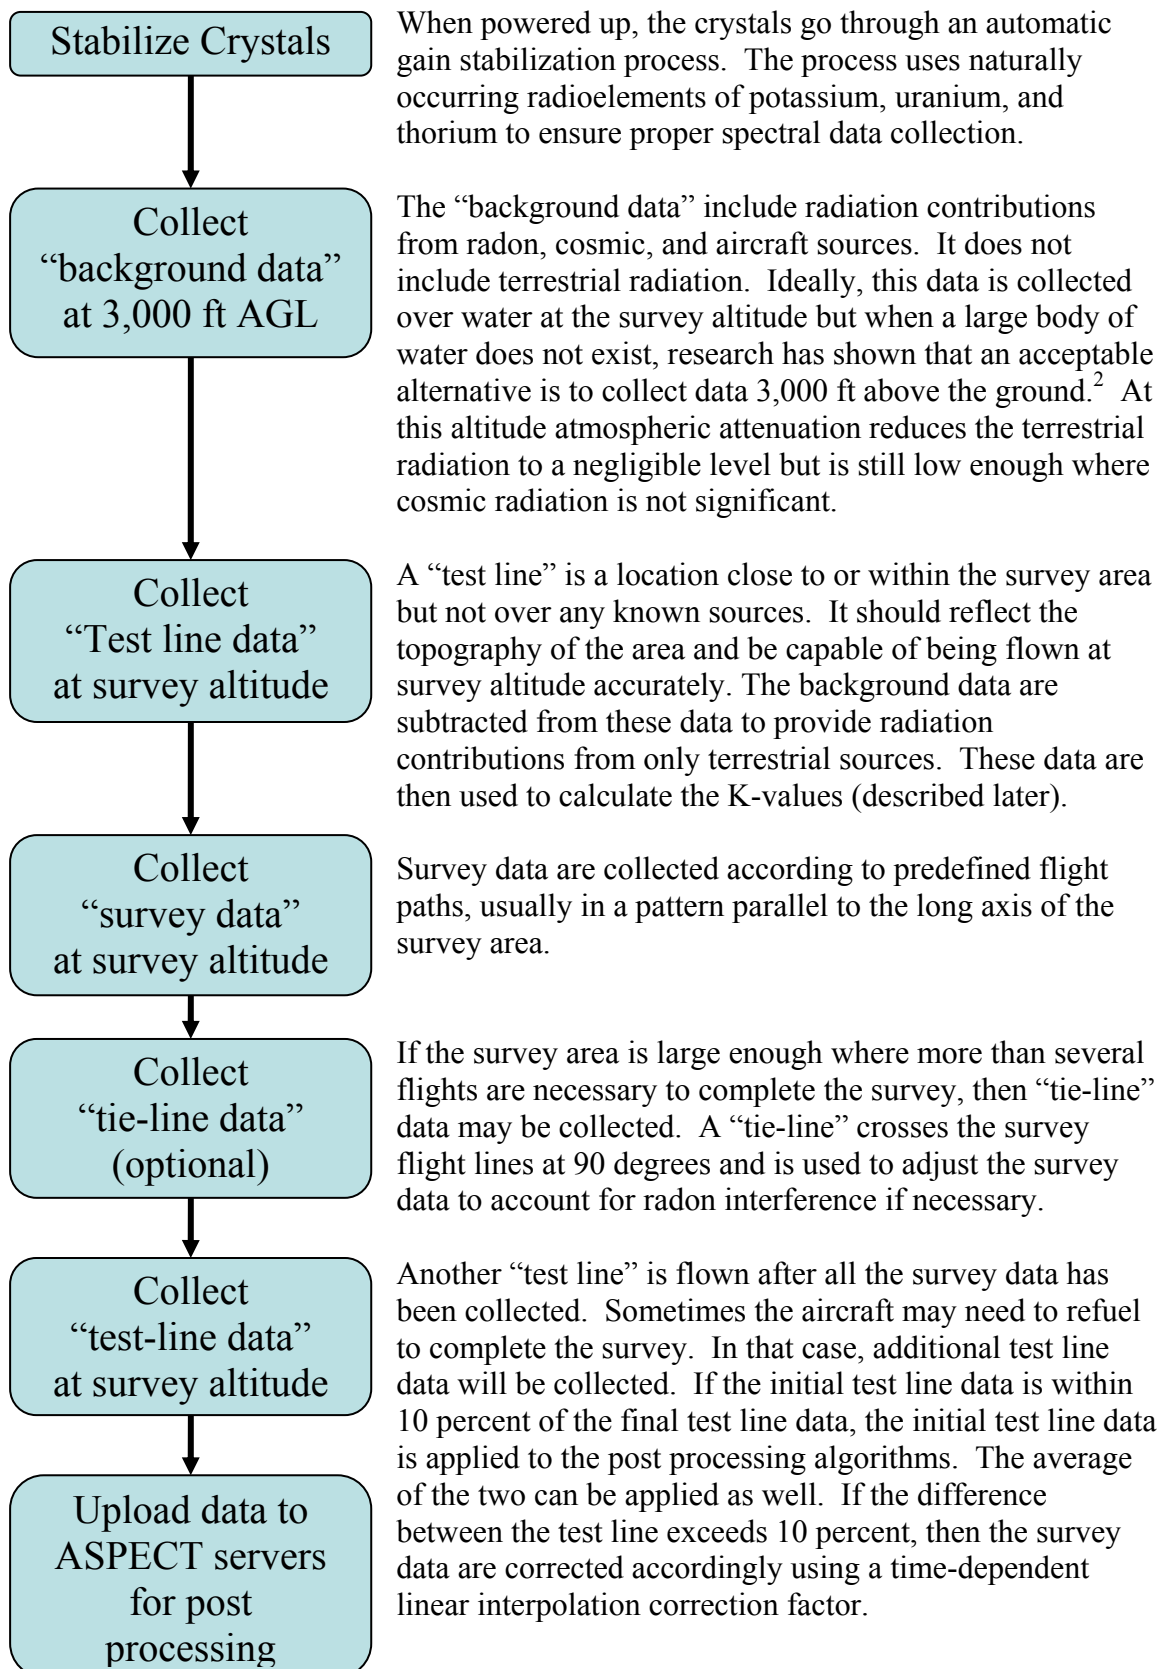 Stabilize Crystals
When powered up, the crystals go through an automatic
gain stabilization process.  The process uses naturally
occurring radioelements of potassium, uranium, and
thorium to ensure proper spectral data collection.
Collect
“background data”
at 3,000 ft AGL
The “background data” include radiation contributions
from radon, cosmic, and aircraft sources.  It does not
include terrestrial radiation.  Ideally, this data is collected
over water at the survey altitude but when a large body of
water does not exist, research has shown that an acceptable
alternative is to collect data 3,000 ft above the ground.2  At
this altitude atmospheric attenuation reduces the terrestrial
radiation to a negligible level but is still low enough where
cosmic radiation is not significant.
Collect
“Test line data”
at survey altitude
A “test line” is a location close to or within the survey area
but not over any known sources.  It should reflect the
topography of the area and be capable of being flown at
survey altitude accurately. The background data are
subtracted from these data to provide radiation
contributions from only terrestrial sources.  These data are
then used to calculate the K-values (described later).
Collect
“survey data”
at survey altitude
Survey data are collected according to predefined flight
paths, usually in a pattern parallel to the long axis of the
survey area.
Collect
“tie-line data”
(optional)
If the survey area is large enough where more than several
flights are necessary to complete the survey, then “tie-line”
data may be collected.  A “tie-line” crosses the survey
flight lines at 90 degrees and is used to adjust the survey
data to account for radon interference if necessary.
Collect
“test-line data”
at survey altitude
Another “test line” is flown after all the survey data has
been collected.  Sometimes the aircraft may need to refuel
to complete the survey.  In that case, additional test line
data will be collected.  If the initial test line data is within
10 percent of the final test line data, the initial test line data
is applied to the post processing algorithms.  The average
of the two can be applied as well.  If the difference
between the test line exceeds 10 percent, then the survey
data are corrected accordingly using a time-dependent
linear interpolation correction factor.
Upload data to
ASPECT servers
for post
processing